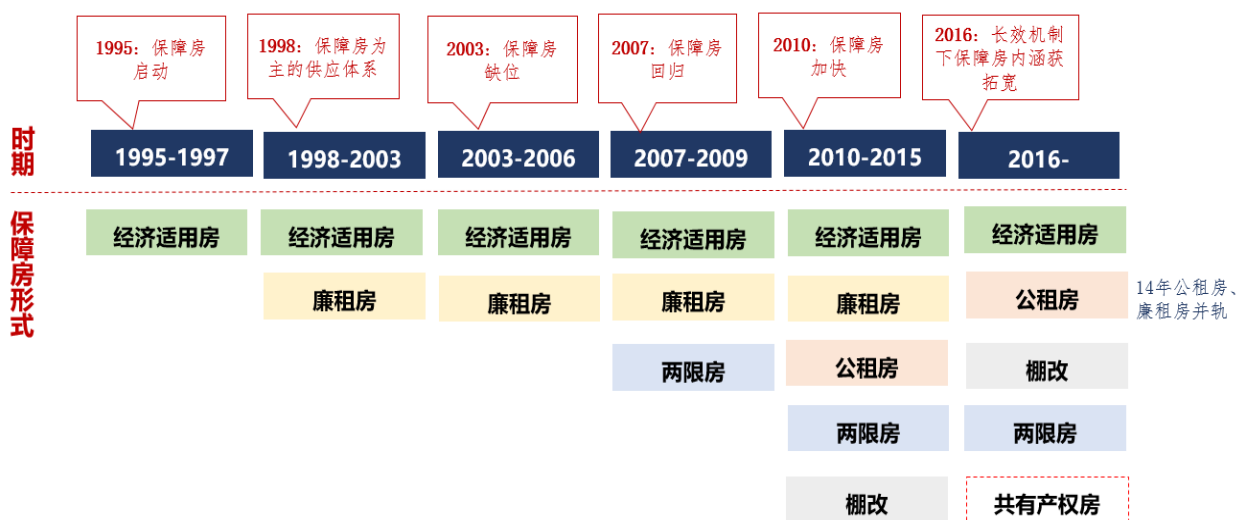 1995：保障房
启动
1998：保障房为
主的供应体系
2003：保障房
缺位
2007：保障房
回归
2010：保障房
加快
2016：长效机制
下保障房内涵获
拓宽
时期
1995-1997
1998-2003
2003-2006
2007-2009
2010-2015
2016-
保障房形式
经济适用房
经济适用房
经济适用房
经济适用房
经济适用房
经济适用房
廉租房
廉租房
廉租房
廉租房
公租房
14年公租房、
廉租房并轨
两限房
公租房
棚改
两限房
两限房
棚改
共有产权房